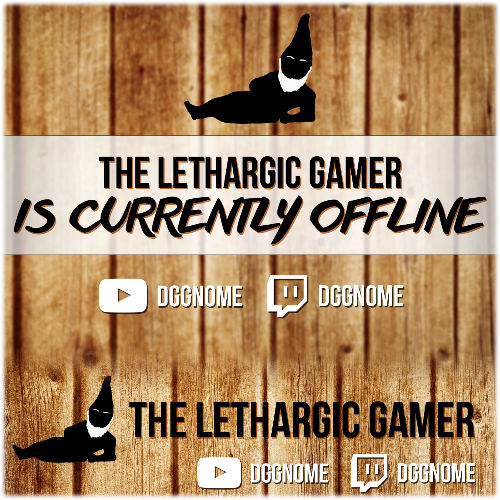 THE LETHARGIC GAMER
IS CURRENTLY OFFLINE
DGGNOME DGGNOME
THE LETHARGIC GAMER
DGGNOME DGGNOME